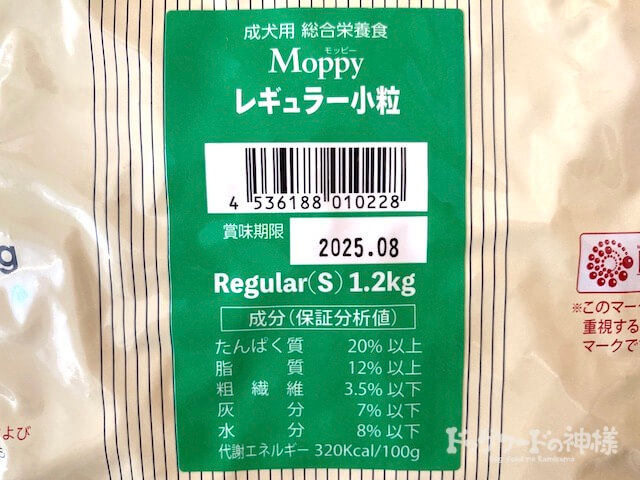 成犬用 総合栄養食
モッピー
Moppy
レギュラー小粒
4 536188 010228
賞味期限
2025.08
Regular(S) 1.2kg
成分(保証分析値)
たんぱく質 20% 以上
脂質 12% 以上
粗繊維 3.5% 以下
灰分 7% 以下
水分 8% 以下
代謝エネルギー 320Kcal/100g
g
※このマー
重視する
マークで
および
ドッグフードの神様
Dog Food no Kamisama